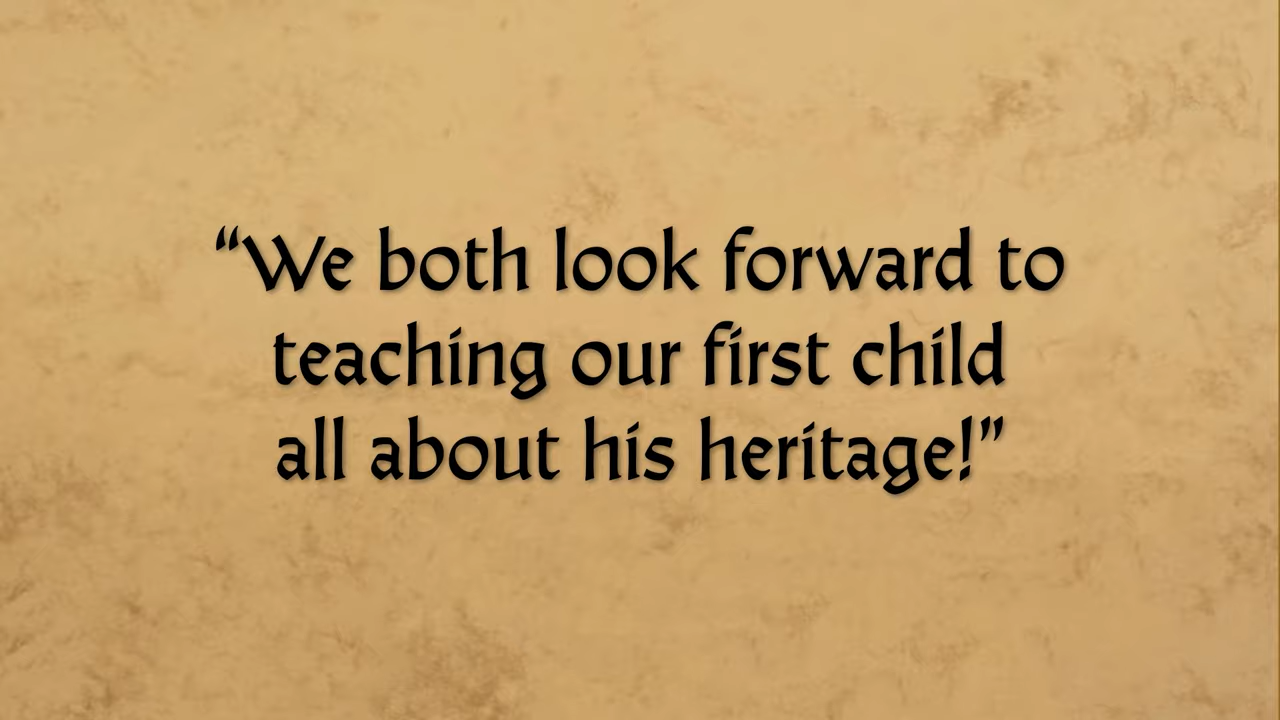 “We both look forward to
teaching our first child
all about his heritage!”